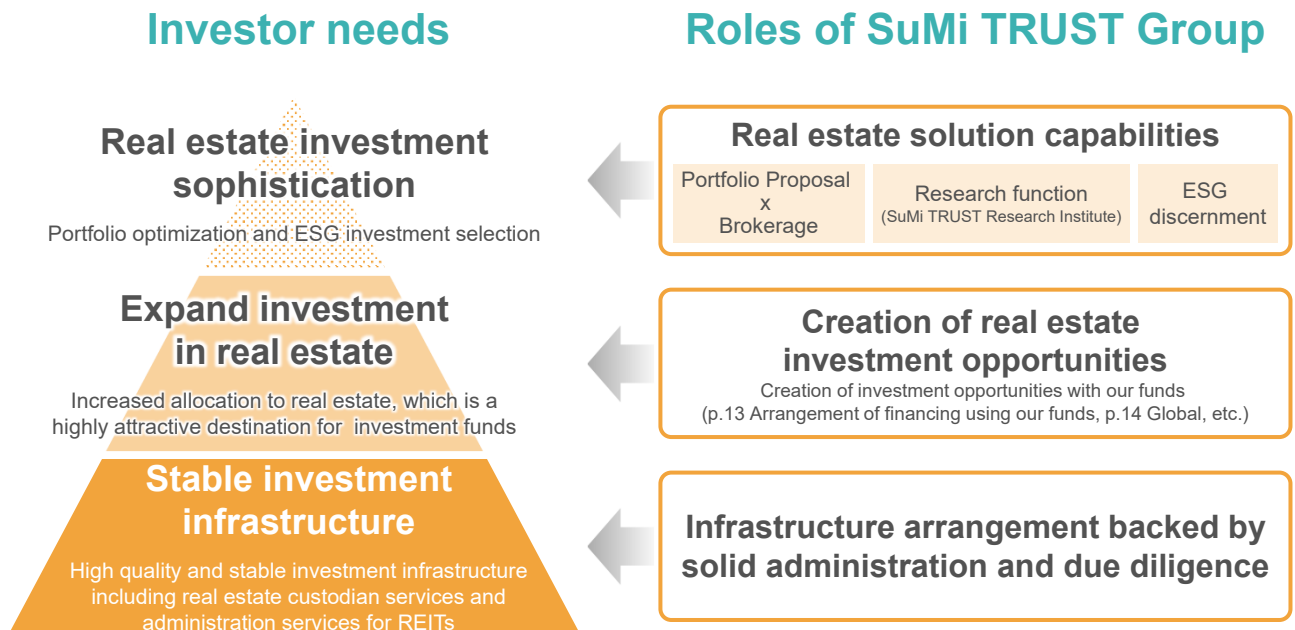 Investor needs
Roles of SuMi TRUST Group
Real estate investment
sophistication
Portfolio optimization and ESG investment selection
Real estate solution capabilities
Portfolio Proposal
x
Brokerage
Research function
(SuMi TRUST Research Institute)
ESG
discernment
Expand investment
in real estate
Increased allocation to real estate, which is a
highly attractive destination for investment funds
Creation of real estate
investment opportunities
Creation of investment opportunities with our funds
(p.13 Arrangement of financing using our funds, p.14 Global, etc.)
Stable investment
infrastructure
High quality and stable investment infrastructure
including real estate custodian services and
administration services for REITs
Infrastructure arrangement backed by
solid administration and due diligence